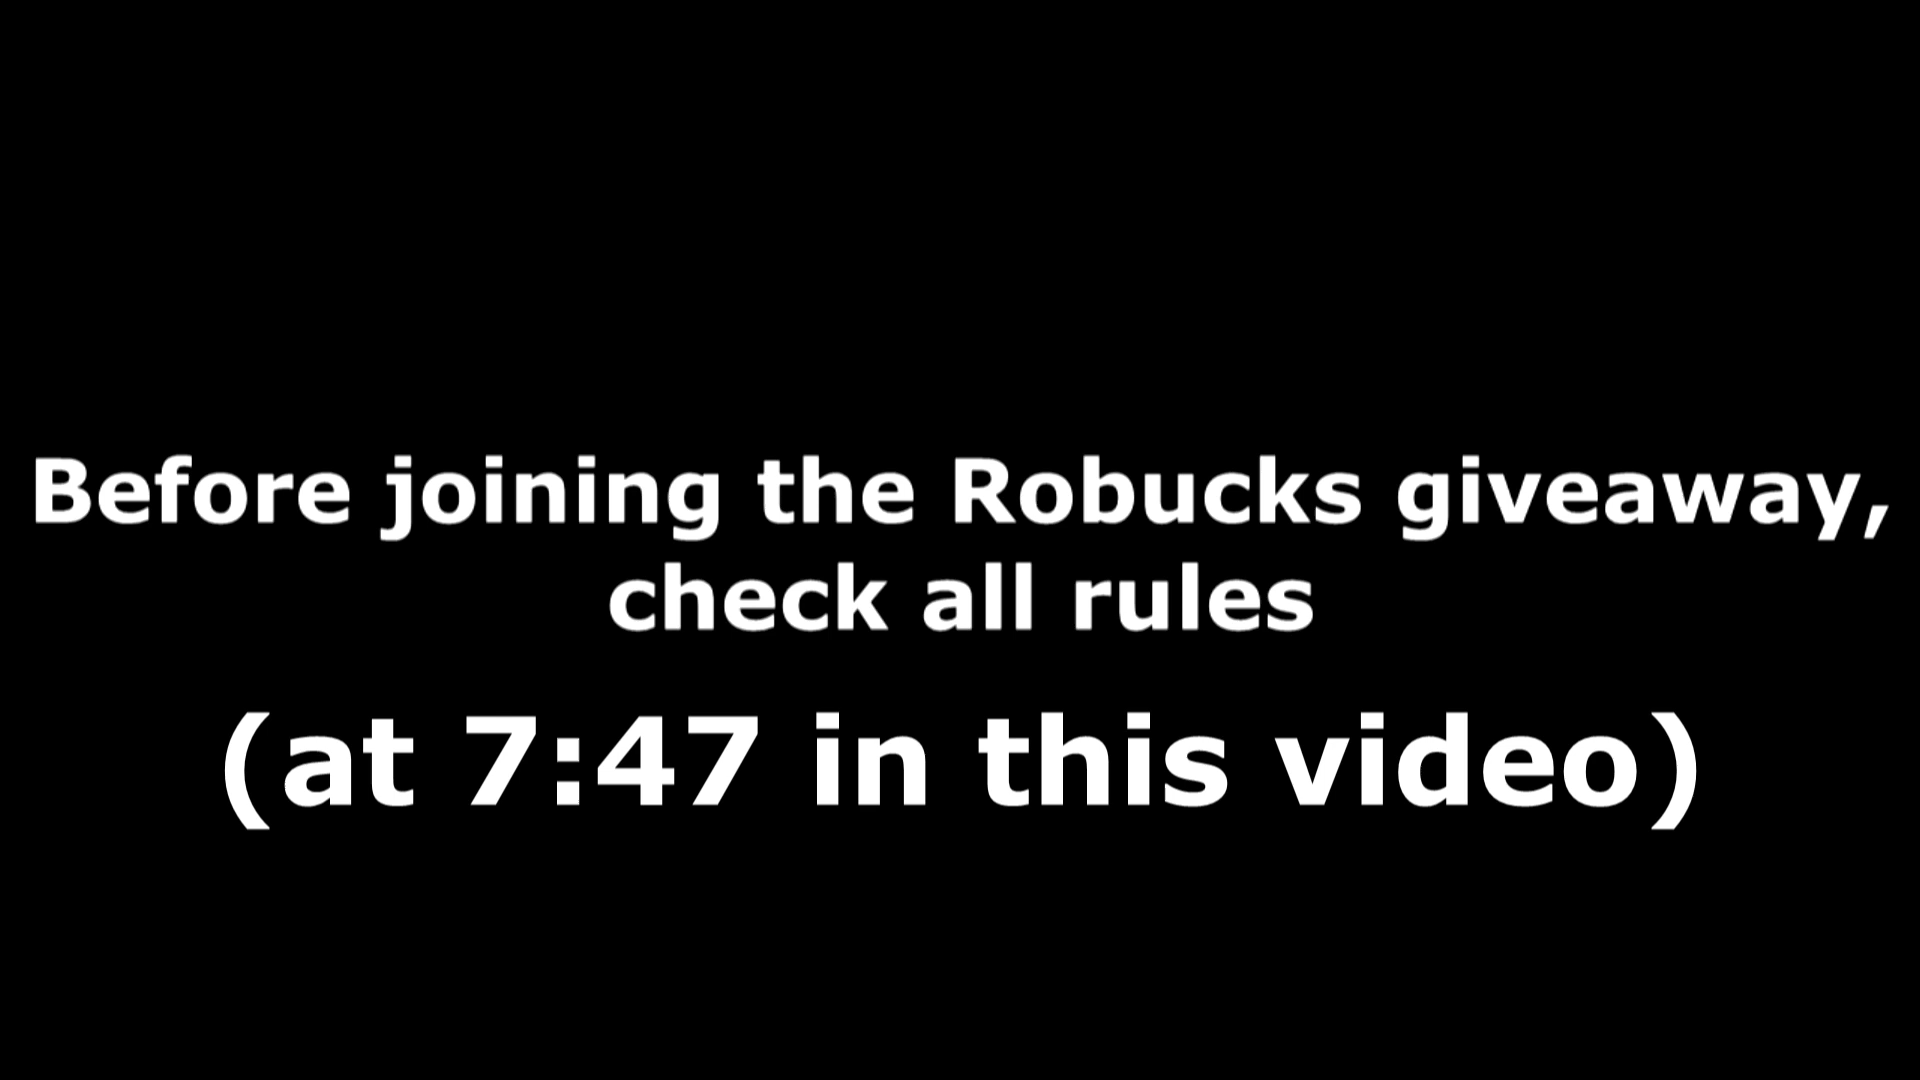 Before joining the Robucks giveaway,
check all rules
(at 7:47 in this video)